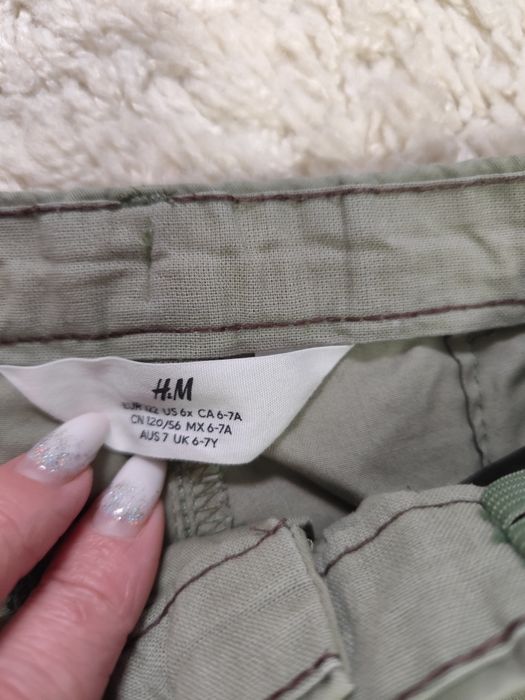 H&M
EUR 122 US 6x CA 6-7A
CN 120/56 MX 6-7A
AUS 7 UK 6-7Y